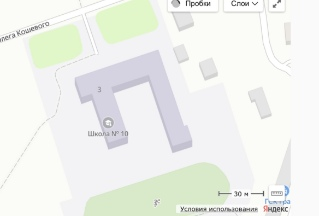 Пробки
Слои
лега Кошевого
3
Школа № 10
30 м
Условия использования Яндекс